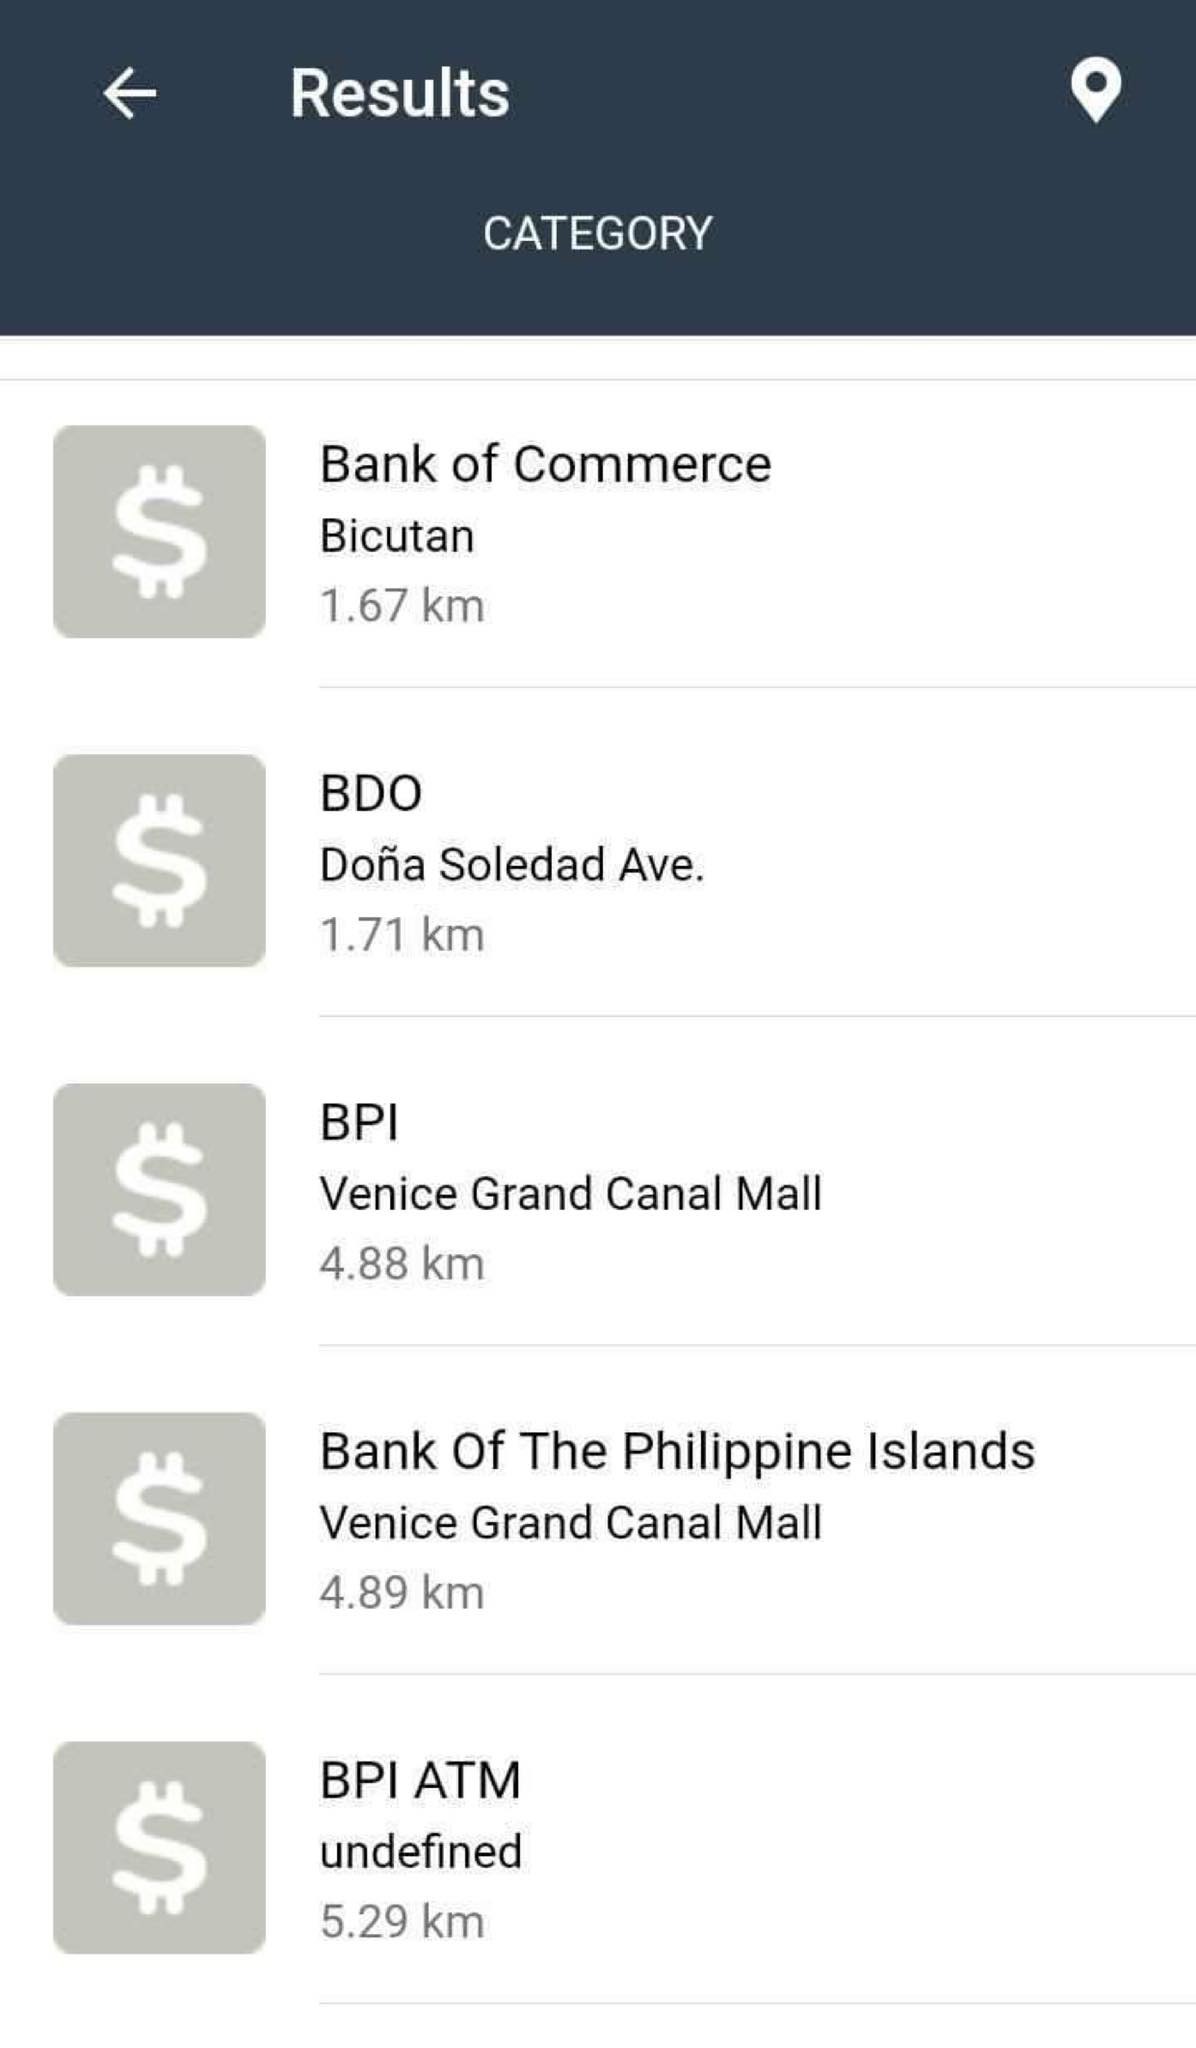 Results
CATEGORY
Bank of Commerce
Bicutan
1.67 km
BDO
Doña Soledad Ave.
1.71 km
BPI
Venice Grand Canal Mall
4.88 km
Bank Of The Philippine Islands
Venice Grand Canal Mall
4.89 km
BPI ATM
undefined
5.29 km